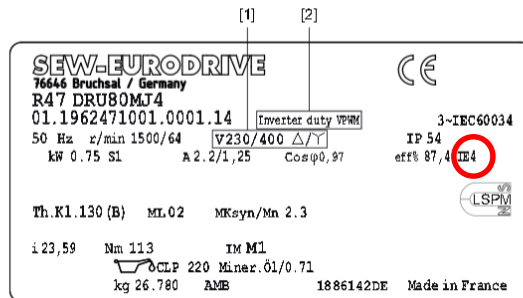 [1] [2]
SEW-EURODRIVE CE
76646 Bruchsal / Germany
R47 DRU80MJ4
01.1962471001.0001.14 Inverter duty VPWM 3~IEC60034
50 Hz r/min 1500/64 V230/400 △/Y IP 54
kW 0.75 S1 A 2.2/1,25 Cosφ0,97 eff% 87,4 IE4
LSPM
Th.Kl.130 (B) ML02 MKsyn/Mn 2.3
i 23,59 Nm 113 IM M1
CLP 220 Miner.Öl/0.71
kg 26.780 AMB 1886142DE Made in France